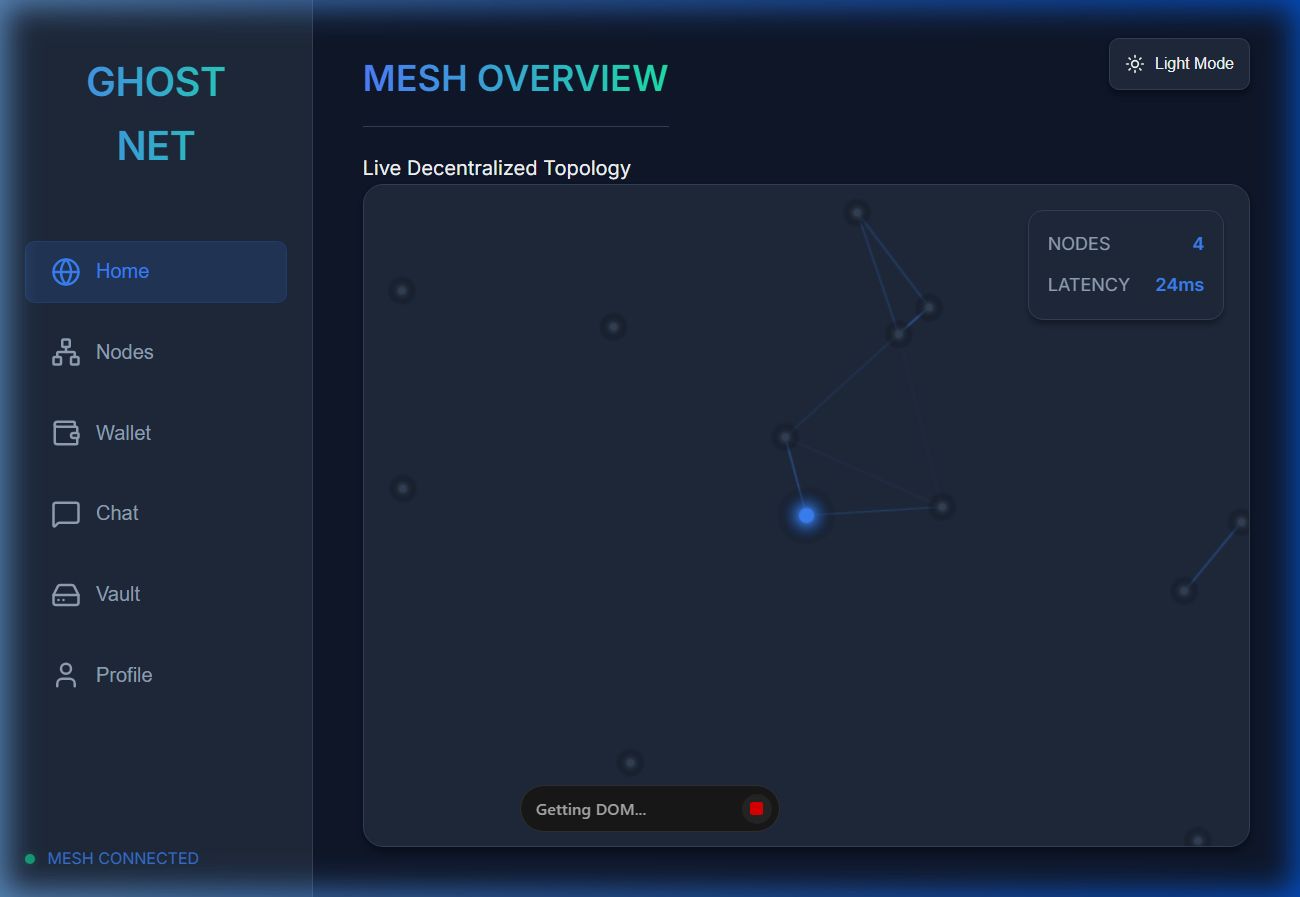 GHOST
NET
Home
Nodes
Wallet
Chat
Vault
Profile
MESH CONNECTED
MESH OVERVIEW
Light Mode
Live Decentralized Topology
NODES 4
LATENCY 24ms
Getting DOM...